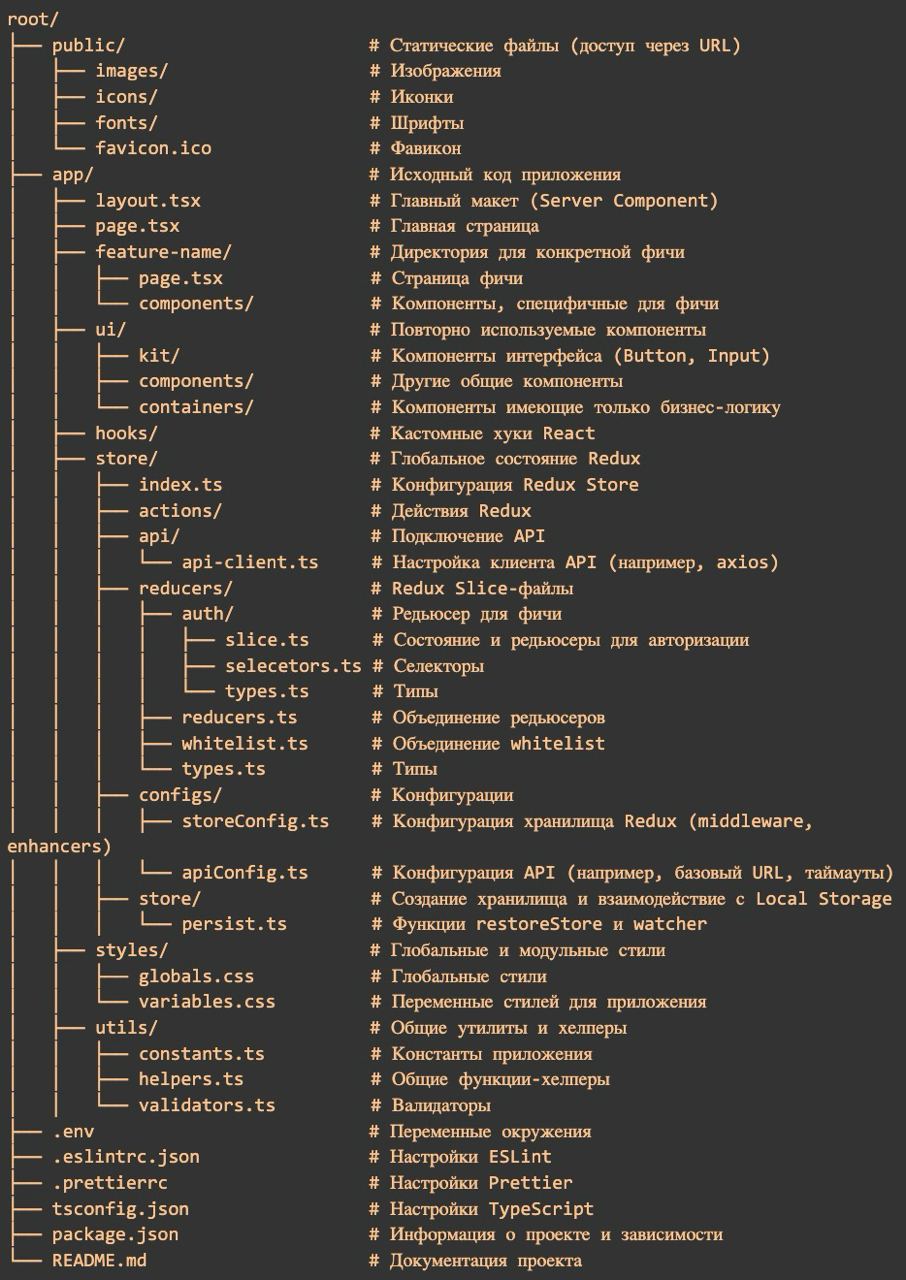 root/
├── public/                        # Статические файлы (доступ через URL)
│   ├── images/                    # Изображения
│   ├── icons/                     # Иконки
│   ├── fonts/                     # Шрифты
│   └── favicon.ico                # Фавикон
├── app/                           # Исходный код приложения
│   ├── layout.tsx                 # Главный макет (Server Component)
│   ├── page.tsx                   # Главная страница
│   ├── feature-name/              # Директория для конкретной фичи
│   │   ├── page.tsx               # Страница фичи
│   │   └── components/            # Компоненты, специфичные для фичи
│   ├── ui/                        # Повторно используемые компоненты
│   │   ├── kit/                   # Компоненты интерфейса (Button, Input)
│   │   ├── components/            # Другие общие компоненты
│   │   └── containers/            # Компоненты имеющие только бизнес-логику
│   ├── hooks/                     # Кастомные хуки React
│   ├── store/                     # Глобальное состояние Redux
│   │   ├── index.ts               # Конфигурация Redux Store
│   │   ├── actions/               # Действия Redux
│   │   ├── api/                   # Подключение API
│   │   │   └── api-client.ts      # Настройка клиента API (например, axios)
│   │   ├── reducers/              # Redux Slice-файлы
│   │   │   ├── auth/              # Редьюсер для фичи
│   │   │   │   ├── slice.ts       # Состояние и редьюсеры для авторизации
│   │   │   │   ├── selecetors.ts # Селекторы
│   │   │   │   └── types.ts       # Типы
│   │   │   ├── reducers.ts        # Объединение редьюсеров
│   │   │   ├── whitelist.ts       # Объединение whitelist
│   │   │   └── types.ts           # Типы
│   │   ├── configs/               # Конфигурации
│   │   │   ├── storeConfig.ts     # Конфигурация хранилища Redux (middleware,
enhancers)
│   │   │   └── apiConfig.ts       # Конфигурация API (например, базовый URL, таймауты)
│   │   ├── store/                 # Создание хранилища и взаимодействие с Local Storage
│   │   │   └── persist.ts         # Функции restoreStore и watcher
│   ├── styles/                    # Глобальные и модульные стили
│   │   ├── globals.css            # Глобальные стили
│   │   └── variables.css          # Переменные стилей для приложения
│   ├── utils/                     # Общие утилиты и хелперы
│   │   ├── constants.ts           # Константы приложения
│   │   ├── helpers.ts             # Общие функции-хелперы
│   │   └── validators.ts          # Валидаторы
├── .env                           # Переменные окружения
├── .eslintrc.json                 # Настройки ESLint
├── .prettierrc                    # Настройки Prettier
├── tsconfig.json                  # Настройки TypeScript
├── package.json                   # Информация о проекте и зависимости
└── README.md                      # Документация проекта